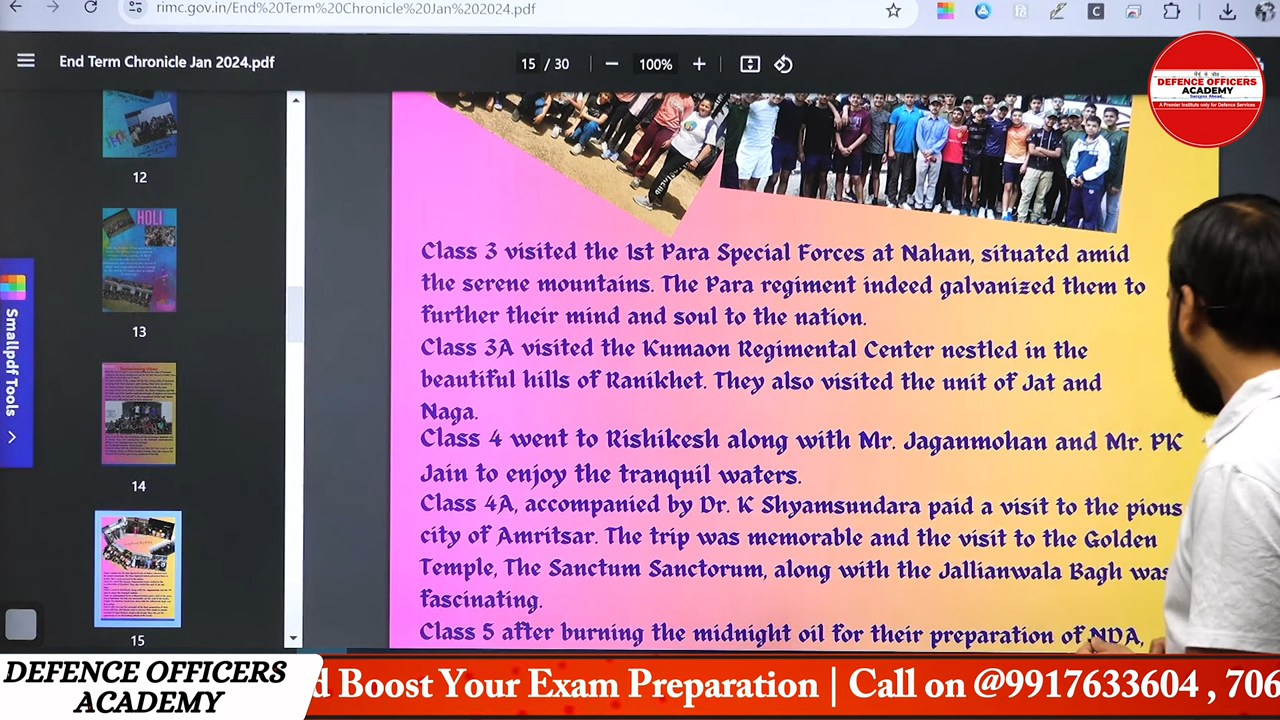 rimc.gov.in/End%20Term%20Chronicle%20Jan%202024.pdf
End Term Chronicle Jan 2024.pdf
15 / 30
100%
DEFENCE OFFICERS
ACADEMY
Success Ahead..
A Premier Institute only for Defence Services
12
HOLI
13
14
15
Smallpdf Tools
Class 3 visited the 1st Para Special Forces at Nahan, situated amid
the serene mountains. The Para regiment indeed galvanized them to
further their mind and soul to the nation.
Class 3A visited the Kumaon Regimental Center nestled in the
beautiful hills of Ranikhet. They also visited the unit of Jat and
Naga.
Class 4 went to Rishikesh along with Mr. Jaganmohan and Mr. PK
Jain to enjoy the tranquil waters.
Class 4A, accompanied by Dr. K Shyamsundara paid a visit to the pious
city of Amritsar. The trip was memorable and the visit to the Golden
Temple, The Sanctum Sanctorum, along with the Jallianwala Bagh was
fascinating.
Class 5 after burning the midnight oil for their preparation of NDA,
DEFENCE OFFICERS
ACADEMY
d Boost Your Exam Preparation | Call on @9917633604 , 706